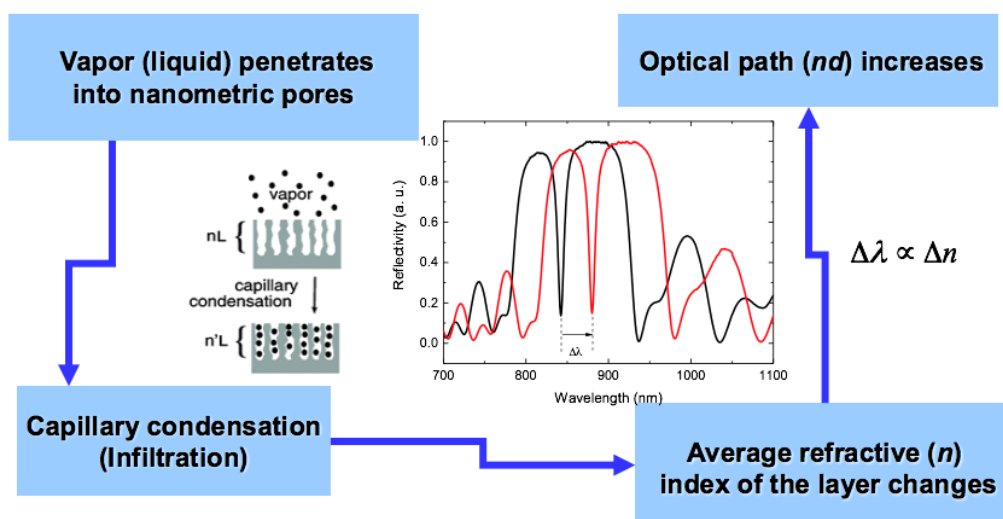 Vapor (liquid) penetrates
into nanometric pores
Optical path (nd) increases
vapor
nL {
capillary
condensation
n'L {
1.0
0.8
0.6
0.4
0.2
0.0
Reflectivity (a. u.)
Δλ
700
800
900
1000
1100
Wavelength (nm)
Δλ ∝ Δn
Capillary condensation
(Infiltration)
Average refractive (n)
index of the layer changes